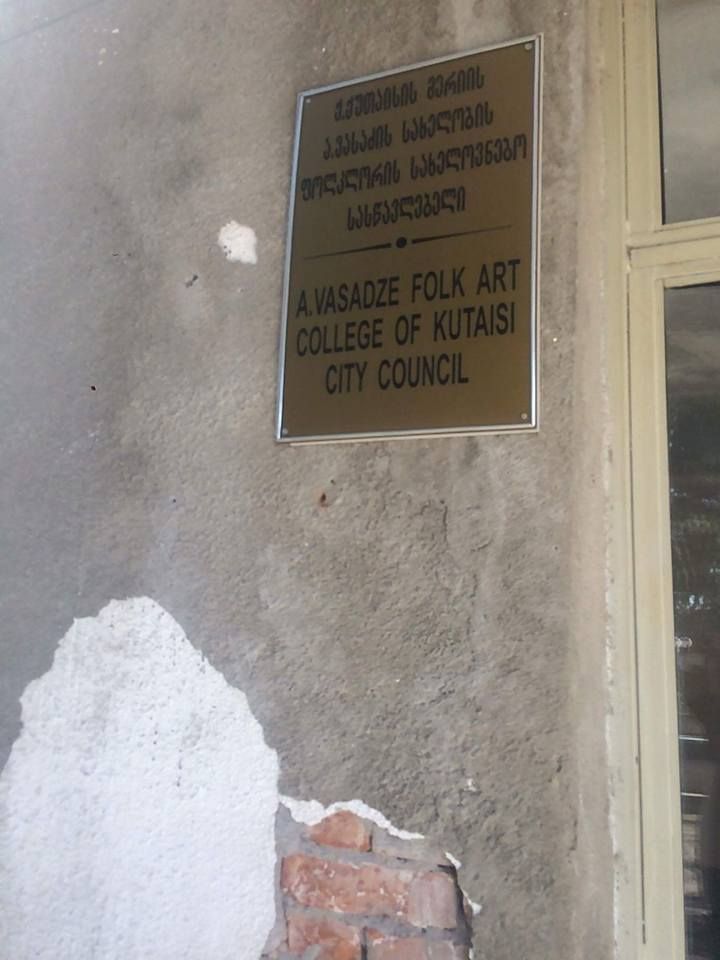 ქ.ქუთაისის მერიის
ა.ვასაძის სახელობის
ფოლკლორის სახელოვნებო
სასწავლებელი
A.VASADZE FOLK ART
COLLEGE OF KUTAISI
CITY COUNCIL